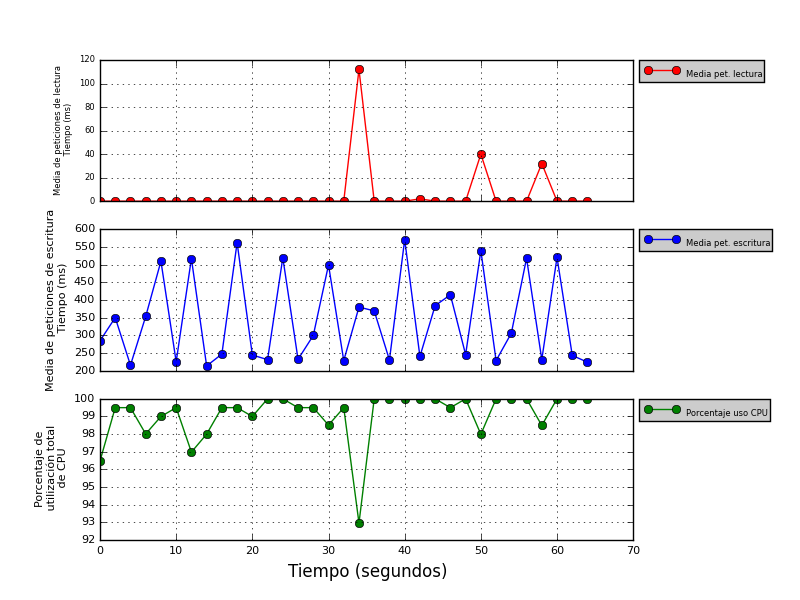 Media de peticiones de lectura
Tiempo (ms)
120
100
80
60
40
20
0
Media pet. lectura
Media de peticiones de escritura
Tiempo (ms)
600
550
500
450
400
350
300
250
200
Media pet. escritura
Porcentaje de
utilización total
de CPU
100
99
98
97
96
95
94
93
92
Porcentaje uso CPU
0 10 20 30 40 50 60 70
Tiempo (segundos)